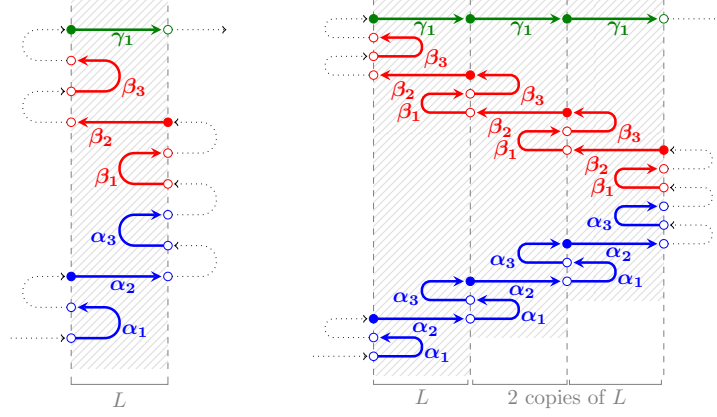 γ₁
β₃
β₂
β₁
α₃
α₂
α₁
L
γ₁ γ₁ γ₁
β₃
β₂
β₃
β₁
β₂
β₃
β₁
β₂
β₁
α₃
α₃
α₂
α₁
α₃
α₂
α₁
α₂
α₁
L 2 copies of L